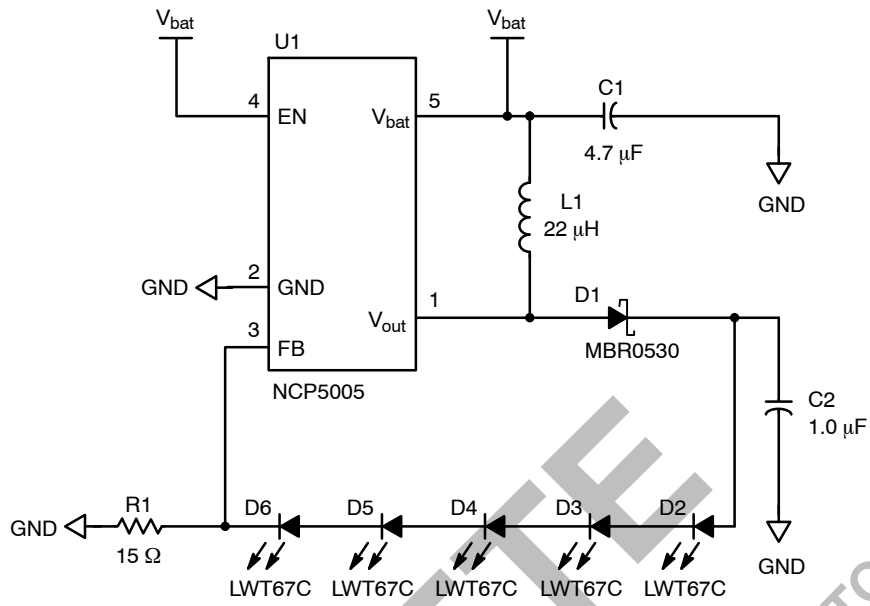 Vbat
Vbat
U1
C1
4
EN
Vbat
5
4.7 µF
GND
L1
22 µH
GND
2
GND
1
D1
Vout
3
FB
MBR0530
NCP5005
C2
1.0 µF
R1
D6
D5
D4
D3
D2
GND
15 Ω
LWT67C
LWT67C
LWT67C
LWT67C
LWT67C
GND